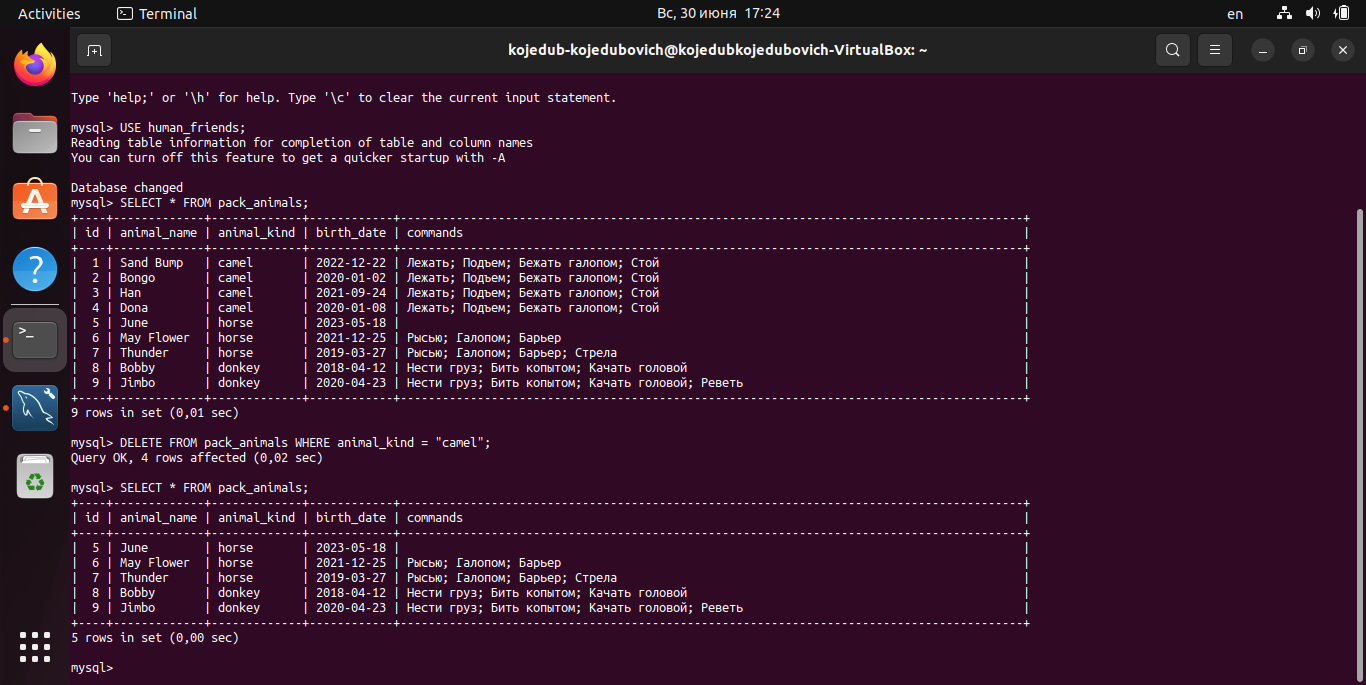 Activities Terminal Вс, 30 июня 17:24 en
kojedub-kojedubovich@kojedubkojedubovich-VirtualBox: ~
Type 'help;' or '\h' for help. Type '\c' to clear the current input statement.
mysql> USE human_friends;
Reading table information for completion of table and column names
You can turn off this feature to get a quicker startup with -A
Database changed
mysql> SELECT * FROM pack_animals;
+----+-------------+-------------+------------+-----------------------------------------------------------------------------------------+
| id | animal_name | animal_kind | birth_date | commands |
+----+-------------+-------------+------------+-----------------------------------------------------------------------------------------+
| 1 | Sand Bump | camel | 2022-12-22 | Лежать; Подъем; Бежать галопом; Стой |
| 2 | Bongo | camel | 2020-01-02 | Лежать; Подъем; Бежать галопом; Стой |
| 3 | Han | camel | 2021-09-24 | Лежать; Подъем; Бежать галопом; Стой |
| 4 | Dona | camel | 2020-01-08 | Лежать; Подъем; Бежать галопом; Стой |
| 5 | June | horse | 2023-05-18 | |
| 6 | May Flower | horse | 2021-12-25 | Рысью; Галопом; Барьер |
| 7 | Thunder | horse | 2019-03-27 | Рысью; Галопом; Барьер; Стрела |
| 8 | Bobby | donkey | 2018-04-12 | Нести груз; Бить копытом; Качать головой |
| 9 | Jimbo | donkey | 2020-04-23 | Нести груз; Бить копытом; Качать головой; Реветь |
+----+-------------+-------------+------------+-----------------------------------------------------------------------------------------+
9 rows in set (0,01 sec)
mysql> DELETE FROM pack_animals WHERE animal_kind = "camel";
Query OK, 4 rows affected (0,02 sec)
mysql> SELECT * FROM pack_animals;
+----+-------------+-------------+------------+-----------------------------------------------------------------------------------------+
| id | animal_name | animal_kind | birth_date | commands |
+----+-------------+-------------+------------+-----------------------------------------------------------------------------------------+
| 5 | June | horse | 2023-05-18 | |
| 6 | May Flower | horse | 2021-12-25 | Рысью; Галопом; Барьер |
| 7 | Thunder | horse | 2019-03-27 | Рысью; Галопом; Барьер; Стрела |
| 8 | Bobby | donkey | 2018-04-12 | Нести груз; Бить копытом; Качать головой |
| 9 | Jimbo | donkey | 2020-04-23 | Нести груз; Бить копытом; Качать головой; Реветь |
+----+-------------+-------------+------------+-----------------------------------------------------------------------------------------+
5 rows in set (0,00 sec)
mysql>